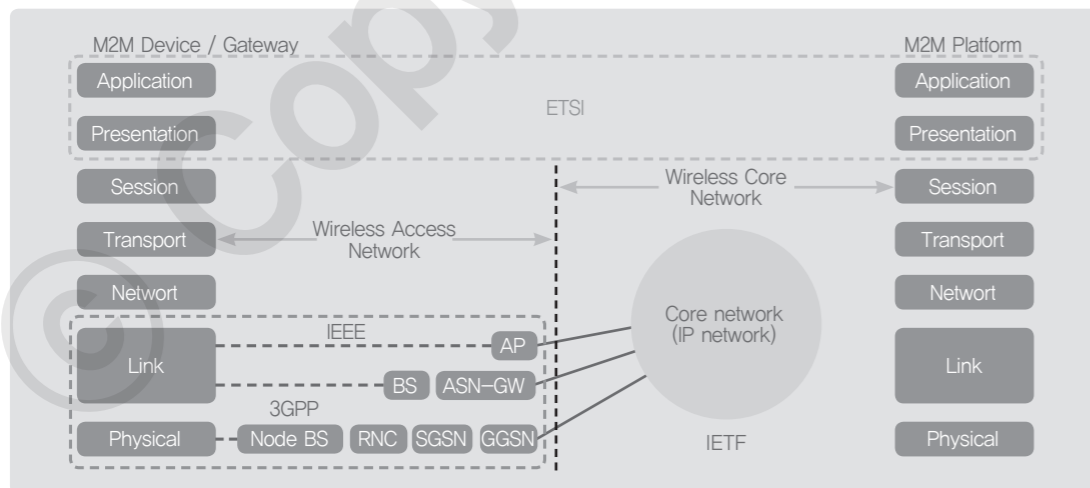 M2M Device / Gateway
M2M Platform
Application
Application
ETSI
Presentation
Presentation
Session
Wireless Core
Network
Session
Transport
Wireless Access
Network
Transport
Networt
Networt
Core network
(IP network)
IEEE
AP
Link
Link
BS
ASN-GW
3GPP
Physical
Node BS
RNC
SGSN
GGSN
IETF
Physical
© Copy